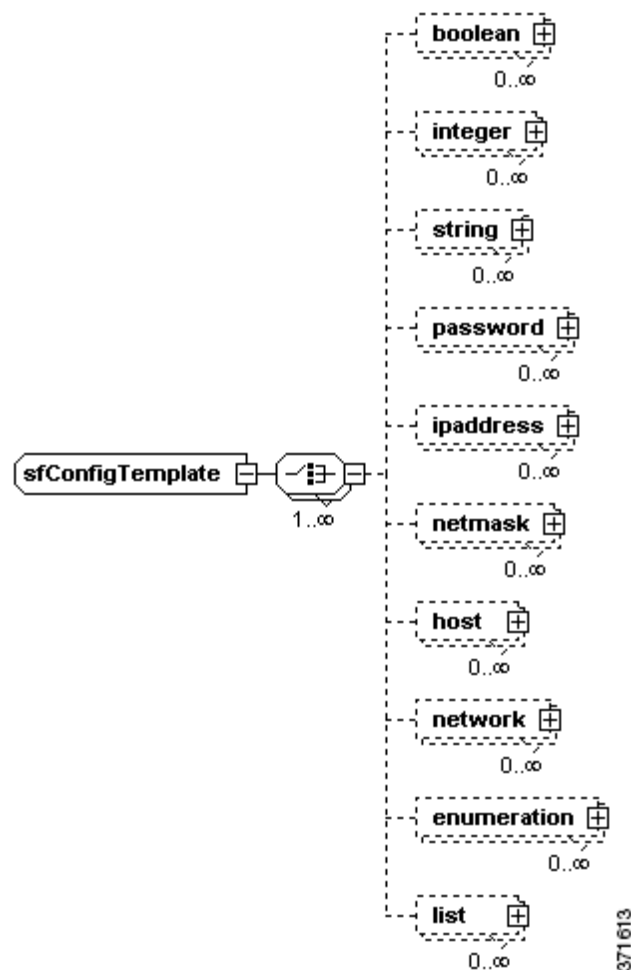 boolean
0..∞
integer
0..∞
string
0..∞
password
0..∞
ipaddress
0..∞
sfConfigTemplate
1..∞
netmask
0..∞
host
0..∞
network
0..∞
enumeration
0..∞
list
0..∞
371613